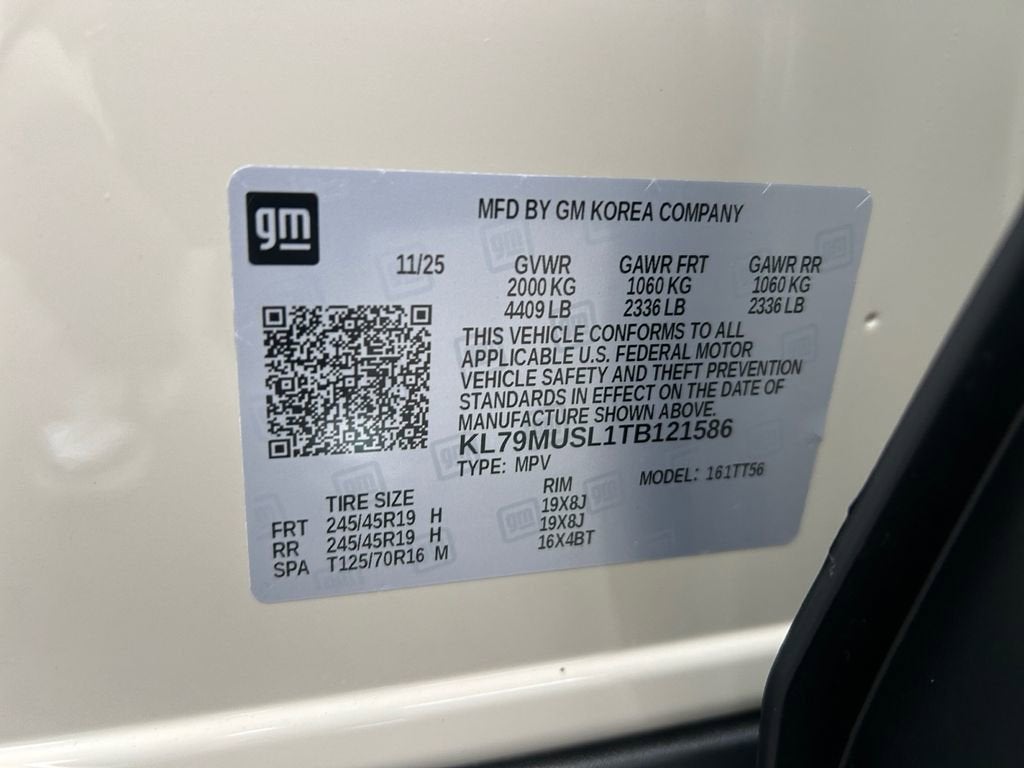 gm
MFD BY GM KOREA COMPANY
11/25 GVWR GAWR FRT GAWR RR
2000 KG 1060 KG 1060 KG
4409 LB 2336 LB 2336 LB
THIS VEHICLE CONFORMS TO ALL
APPLICABLE U.S. FEDERAL MOTOR
VEHICLE SAFETY AND THEFT PREVENTION
STANDARDS IN EFFECT ON THE DATE OF
MANUFACTURE SHOWN ABOVE.
KL79MUSL1TB121586
TYPE: MPV MODEL: 161TT56
TIRE SIZE RIM
FRT 245/45R19 H 19X8J
RR 245/45R19 H 19X8J
SPA T125/70R16 M 16X4BT